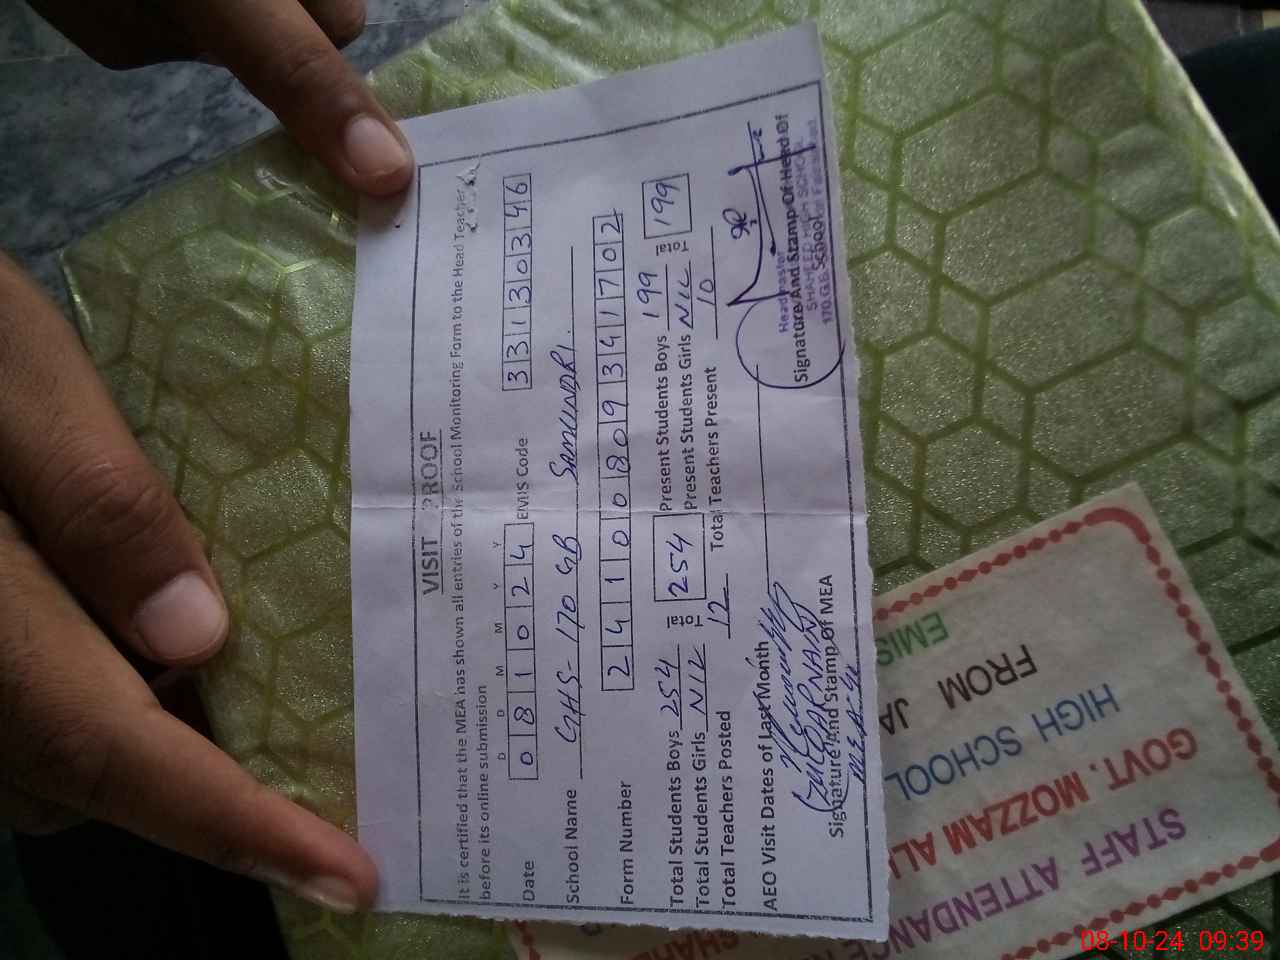 VISIT PROOF
It is certified that the MEA has shown all entries of the School Monitoring Form to the Head Teacher
before its online submission
D D M M Y Y
Date 0 8 1 0 2 4 EMIS Code 3 3 1 3 0 3 4 6
School Name GHS- 170 GB SAMUNDRI.
Form Number 2 4 1 0 0 8 0 9 3 4 1 7 0 2
Total Students Boys 254 Total 254 Present Students Boys 199 Total 199
Total Students Girls NIL Present Students Girls NIL
Total Teachers Posted 12 Total Teachers Present 10
AEO Visit Dates of Last Month
Signature And Stamp Of MEA
Signature And Stamp Of Head Of
School
Headmaster
SHAHEED HIGH SCHOOL
170 G.B.
STAFF ATTENDANCE
GOVT. MOZZAM ALI
SHAH
HIGH SCHOOL
FROM JA
EMIS
08-10-24 09:39